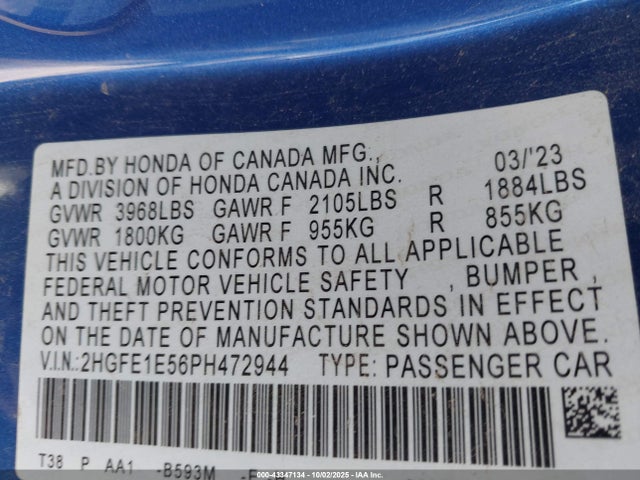 MFD.BY HONDA OF CANADA MFG., 03/'23
A DIVISION OF HONDA CANADA INC.
GVWR 3968LBS GAWR F 2105LBS R 1884LBS
GVWR 1800KG GAWR F 955KG R 855KG
THIS VEHICLE CONFORMS TO ALL APPLICABLE
FEDERAL MOTOR VEHICLE SAFETY , BUMPER ,
AND THEFT PREVENTION STANDARDS IN EFFECT
ON THE DATE OF MANUFACTURE SHOWN ABOVE.
V.I.N.:2HGFE1E56PH472944 TYPE: PASSENGER CAR
T38 P AA1 -B593M
000-43347134 - 10/02/2025 - IAA Inc.